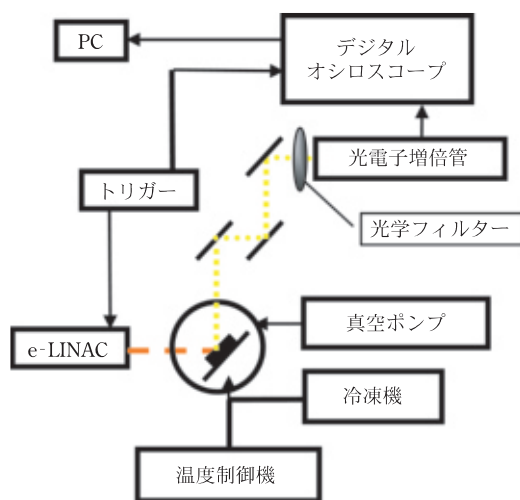 PC
デジタル
オシロスコープ
光電子増倍管
トリガー
光学フィルター
真空ポンプ
e-LINAC
冷凍機
温度制御機